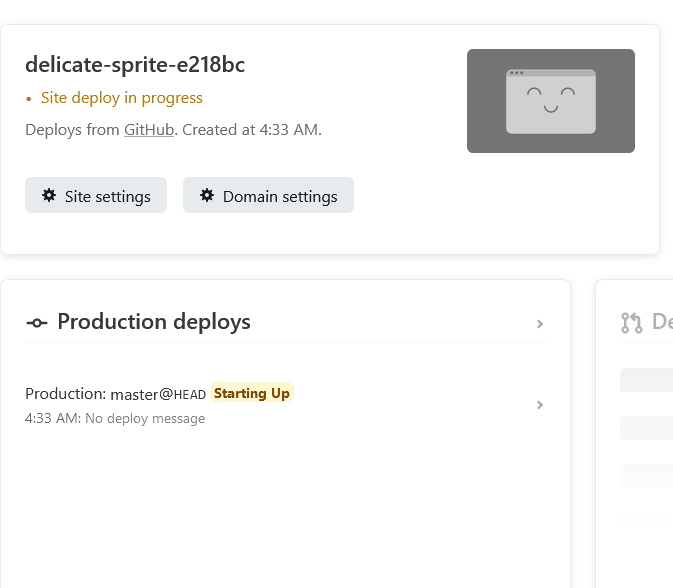 delicate-sprite-e218bc
• Site deploy in progress
Deploys from GitHub. Created at 4:33 AM.
Site settings
Domain settings
Production deploys
Production: master@HEAD Starting Up
4:33 AM: No deploy message